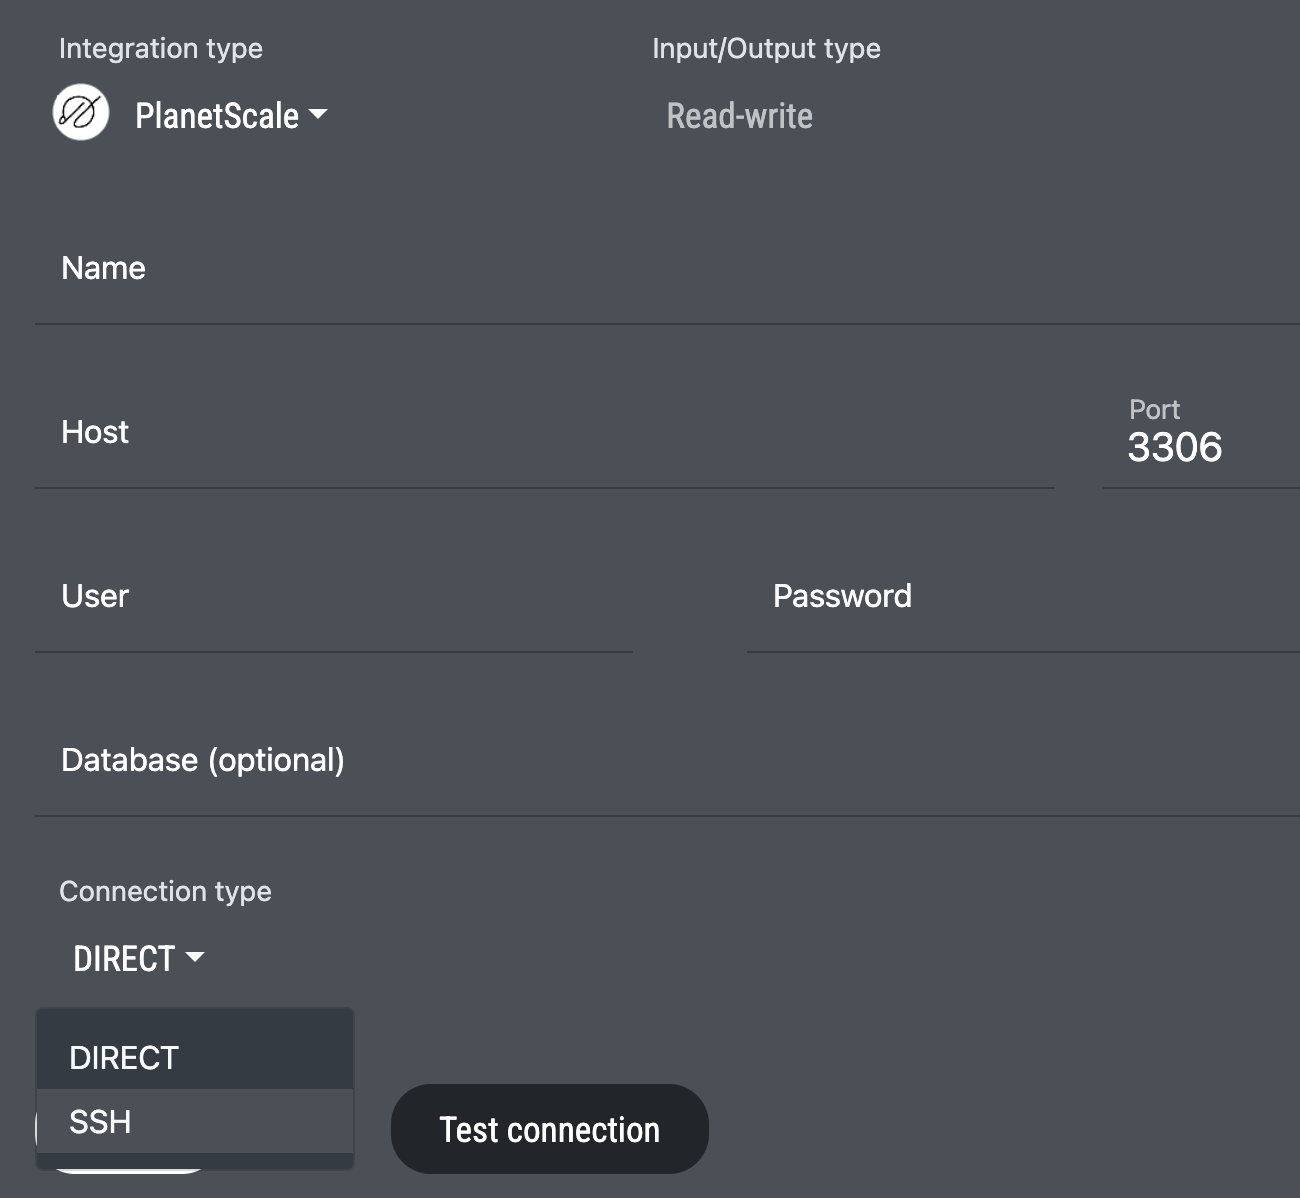 Integration type
Input/Output type
PlanetScale
Read-write
Name
Host
Port
3306
User
Password
Database (optional)
Connection type
DIRECT
DIRECT
SSH
Test connection